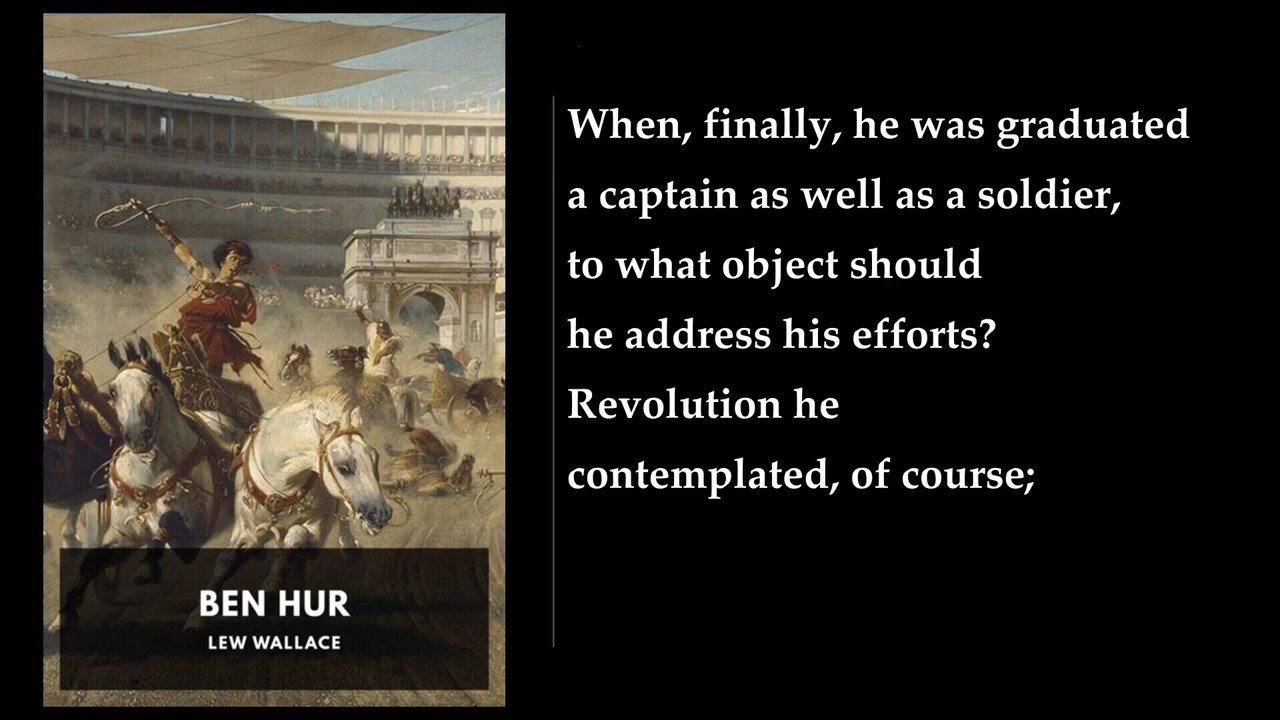 BEN HUR
LEW WALLACE
When, finally, he was graduated
a captain as well as a soldier,
to what object should
he address his efforts?
Revolution he
contemplated, of course;